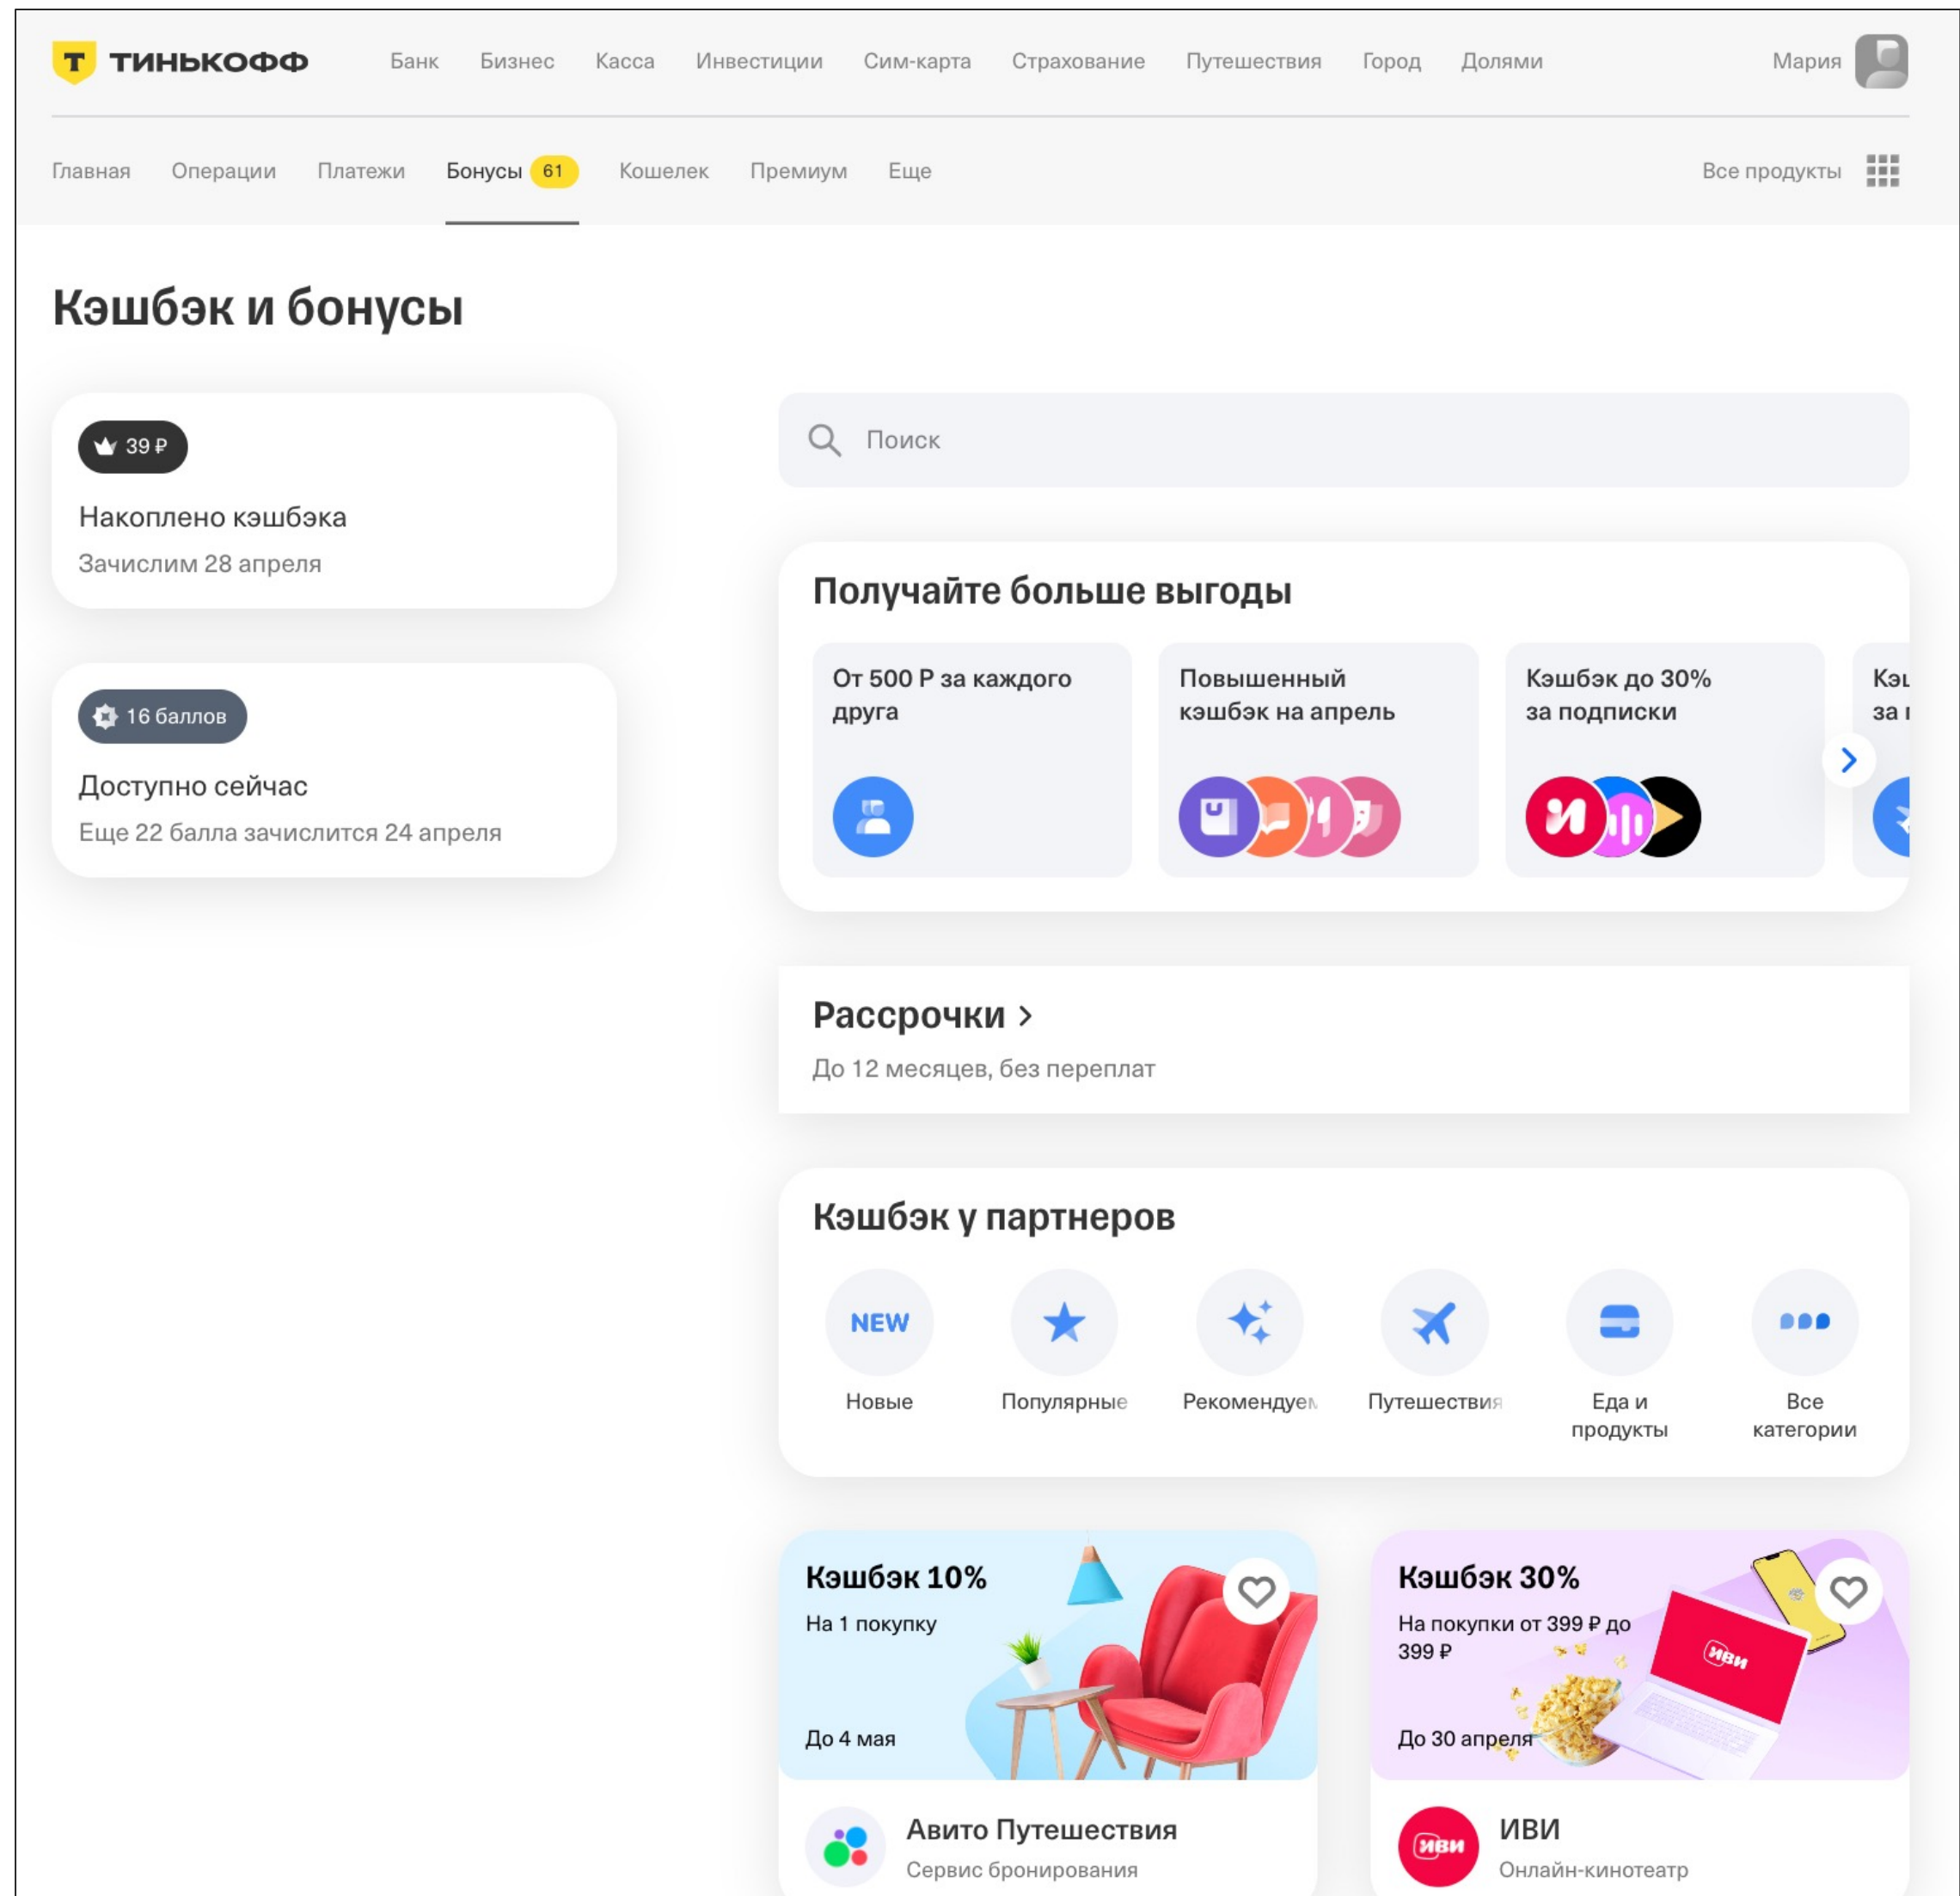 ТИНЬКОФФ
Банк Бизнес Касса Инвестиции Сим-карта Страхование Путешествия Город Долями Мария
Главная Операции Платежи Бонусы 61 Кошелек Премиум Еще Все продукты
Кэшбэк и бонусы
39 ₽
Накоплено кэшбэка
Зачислим 28 апреля
16 баллов
Доступно сейчас
Еще 22 балла зачислится 24 апреля
Поиск
Получайте больше выгоды
От 500 Р за каждого
друга
Повышенный
кэшбэк на апрель
Кэшбэк до 30%
за подписки
за
Рассрочки >
До 12 месяцев, без переплат
Кэшбэк у партнеров
NEW
Новые
Популярные
Рекомендуем
Путешествия
Еда и
продукты
Все
категории
Кэшбэк 10%
На 1 покупку
До 4 мая
Авито Путешествия
Сервис бронирования
Кэшбэк 30%
На покупки от 399 ₽ до
399 ₽
иви
До 30 апреля
иви
ИВИ
Онлайн-кинотеатр